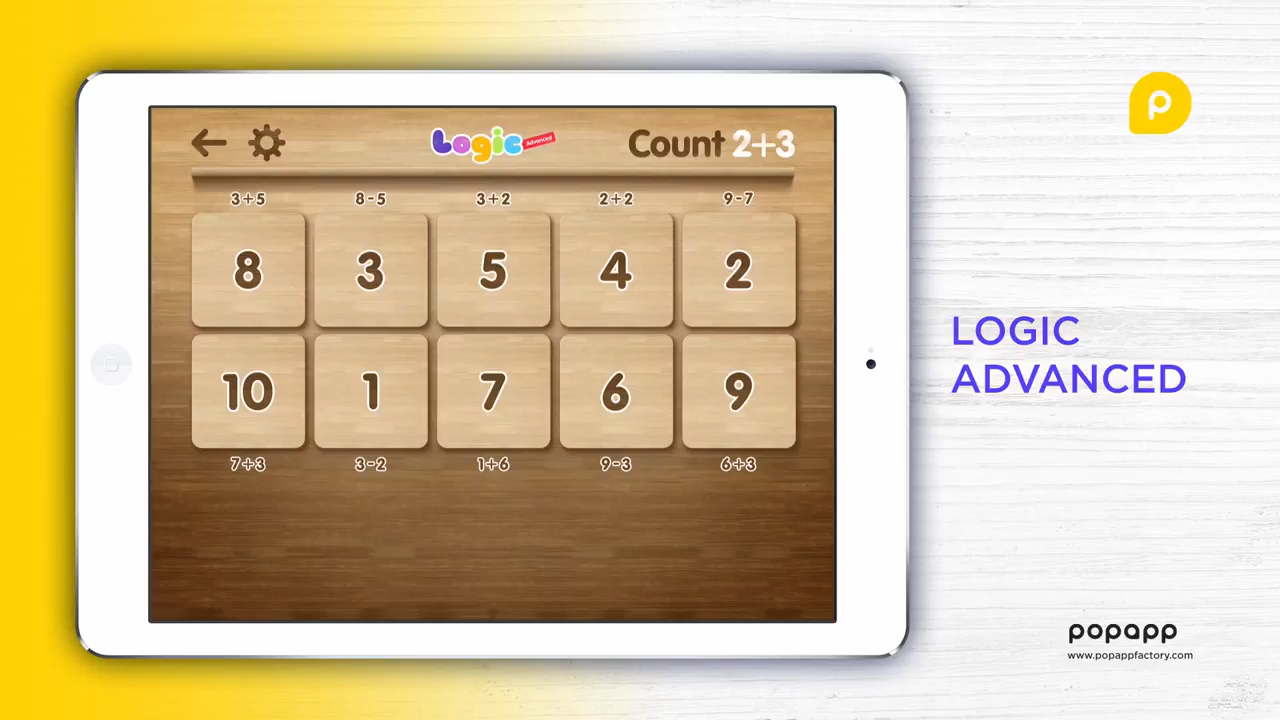 Logic Advanced
Count 2+3
3+5 8-5 3+2 2+2 9-7
8 3 5 4 2
10 1 7 6 9
7+3 3-2 1+6 9-3 6+3
P
LOGIC
ADVANCED
popapp
www.popappfactory.com